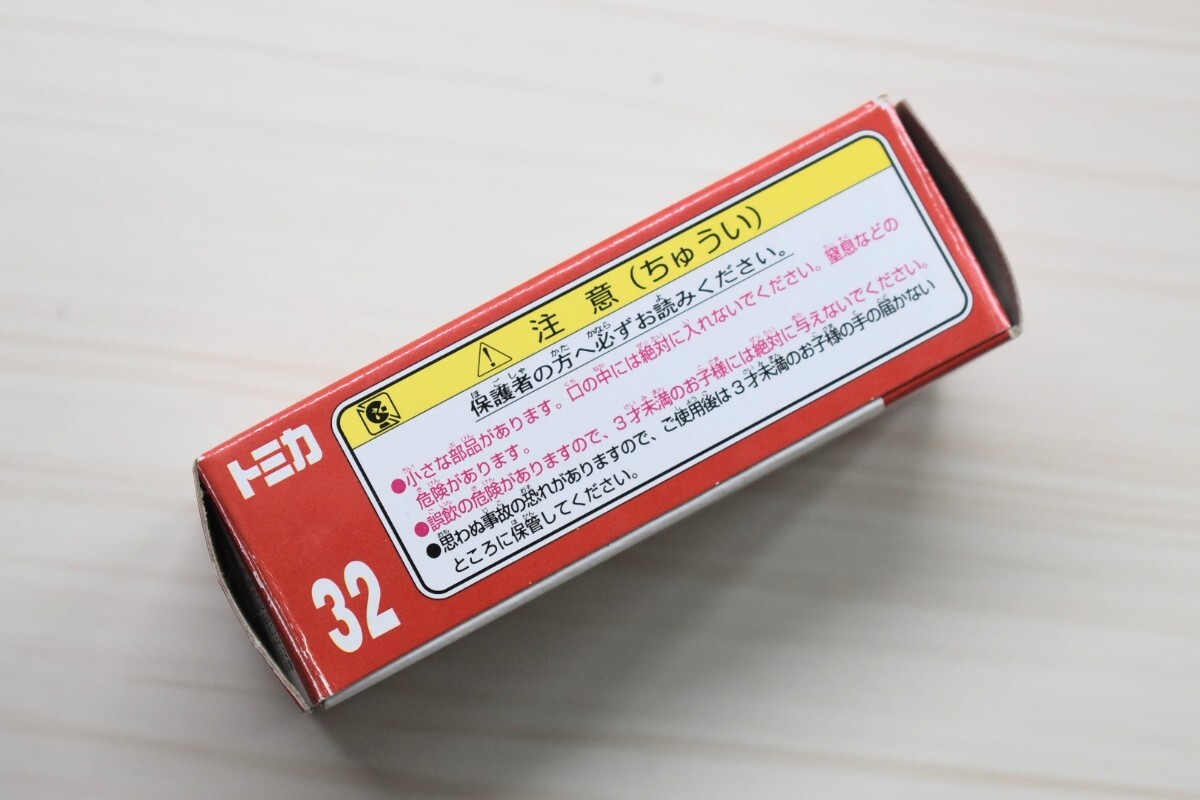 トミカ
32
注意(ちゅうい)
保護者の方へ必ずお読みください。
●小さな部品があります。口の中には絶対に入れないでください。窒息などの
危険があります。
●誤飲の危険がありますので、3才未満のお子様には絶対に与えないでください。
●思わぬ事故の恐れがありますので、ご使用後は3才未満のお子様の手の届かない
ところに保管してください。